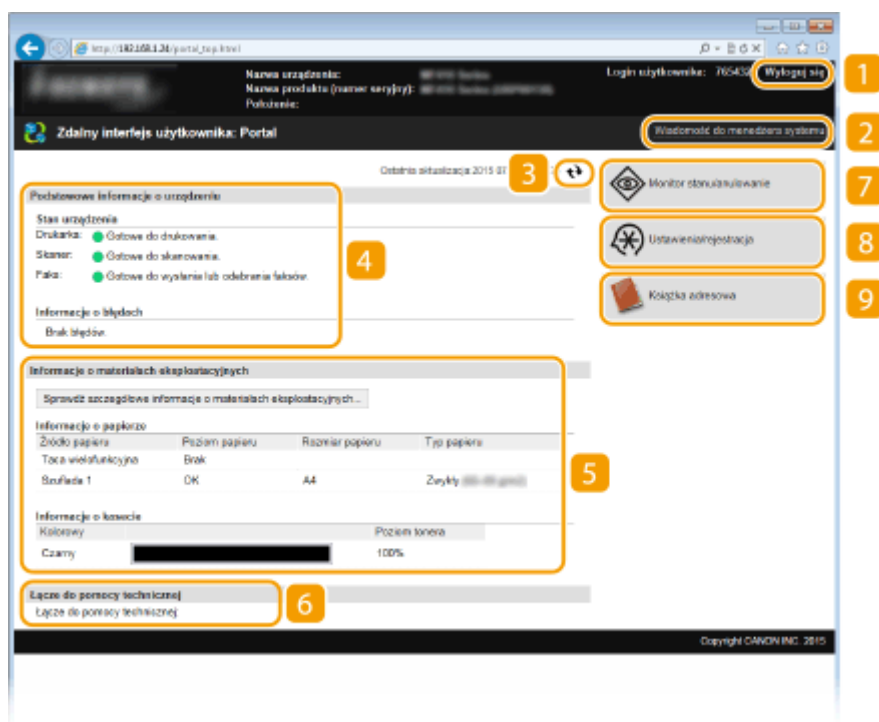 http://192.168.1.24/portal_top.html
Nazwa urządzenia:
Nazwa produktu (numer seryjny):
Położenie:
Login użytkownika: 765432
Wyloguj się
1
Zdalny interfejs użytkownika: Portal
Wiadomość do menedżera systemu
2
Ostatnia aktualizacja 2015 07
3
Podstawowe informacje o urządzeniu
Stan urządzenia
Drukarka: Gotowe do drukowania.
Skaner: Gotowe do skanowania.
Faks: Gotowe do wysłania lub odebrania faksów.
Informacje o błędach
Brak błędów.
4
Monitor stanu/anulowanie
7
Ustawienia/rejestracja
8
Książka adresowa
9
Informacje o materiałach eksploatacyjnych
Sprawdź szczegółowe informacje o materiałach eksploatacyjnych...
Informacje o papierze
Źródło papieru Poziom papieru Rozmiar papieru Typ papieru
Taca wielofunkcyjna Brak
Szuflada 1 OK A4 Zwykły
5
Informacje o kasecie
Kolorowy Poziom tonera
Czarny 100%
Łącze do pomocy technicznej
Łącze do pomocy technicznej
6
Copyright CANON INC. 2015